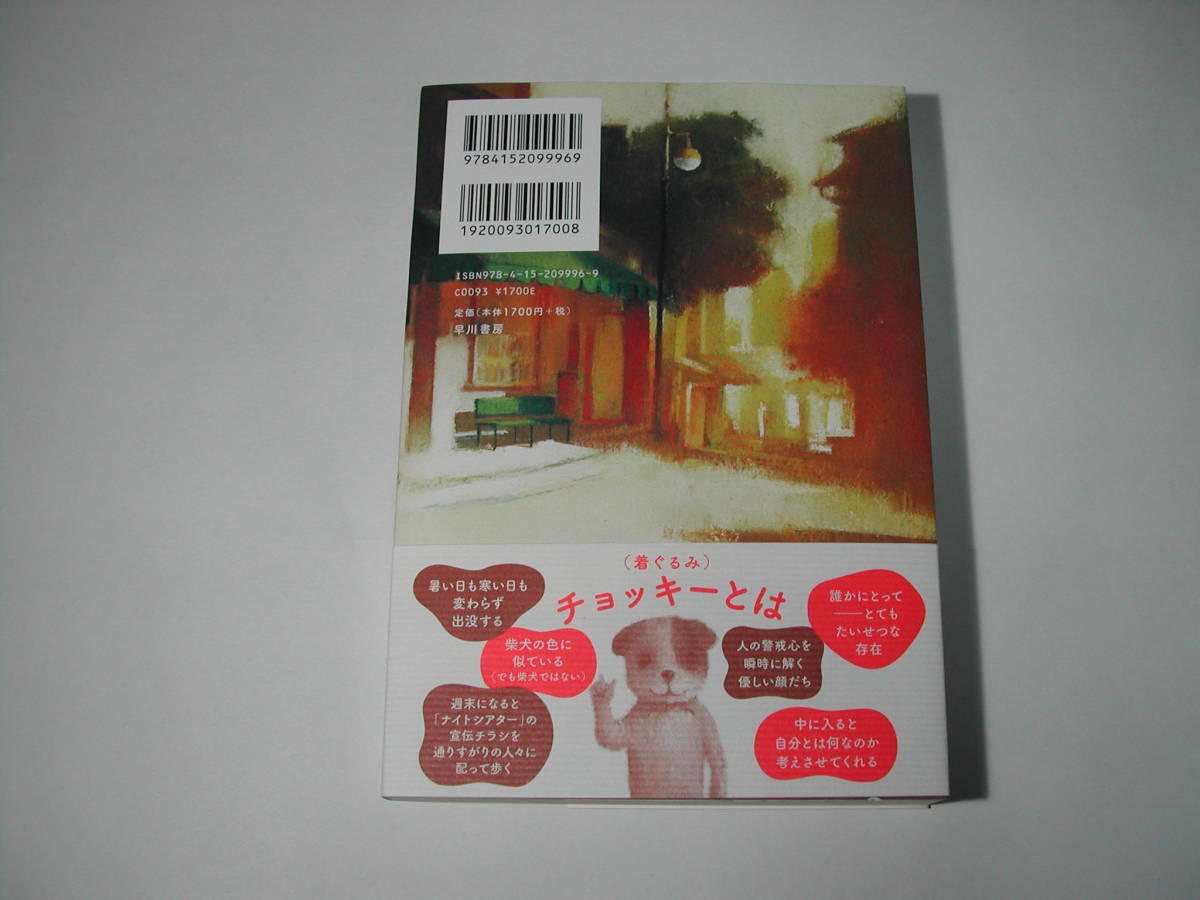 9784152099969
1920093017008
ISBN978-4-15-209996-9
C0093 ¥1700E
定価(本体1700円+税)
早川書房
(着ぐるみ)
チョッキーとは
暑い日も寒い日も
変わらず
出没する
柴犬の色に
似ている
(でも柴犬ではない)
週末になると
「ナイトシアター」の
宣伝チラシを
通りすがりの人々に
配って歩く
誰かにとって
――とても
たいせつな
存在
人の警戒心を
瞬時に解く
優しい顔だち
中に入ると
自分とは何なのか
考えさせてくれる